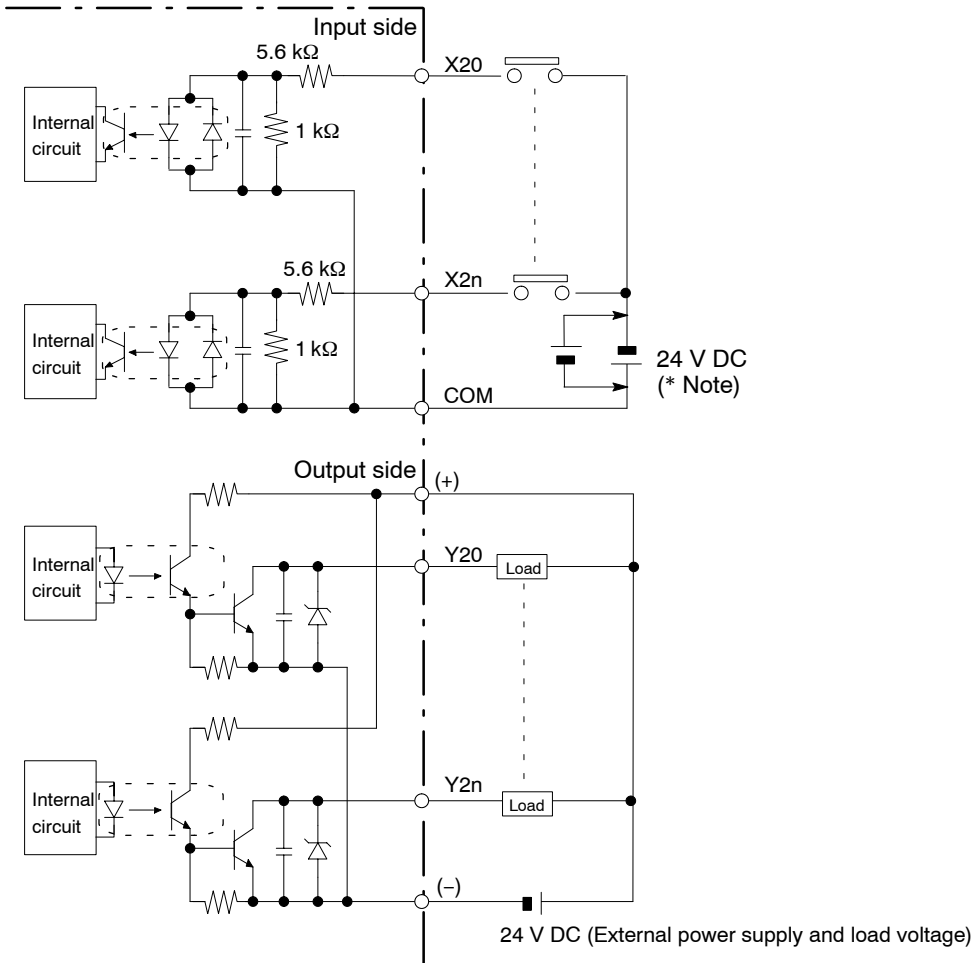 Input side
5.6 kΩ
X20
Internal
circuit
1 kΩ
5.6 kΩ
X2n
Internal
circuit
1 kΩ
24 V DC
(* Note)
COM
Output side
(+)
Internal
circuit
Y20
Load
Internal
circuit
Y2n
Load
(−)
24 V DC (External power supply and load voltage)